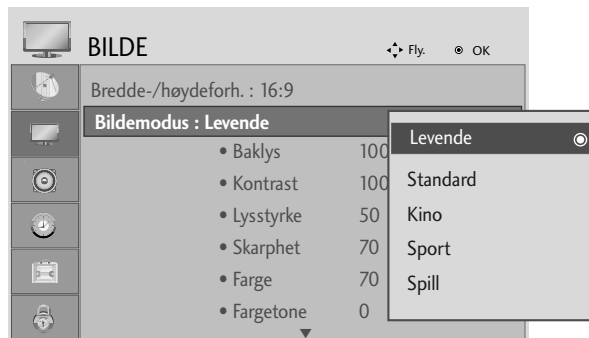 BILDE
Fly. OK
Bredde-/høydeforh. : 16:9
Bildemodus : Levende
• Baklys 100
• Kontrast 100
• Lysstyrke 50
• Skarphet 70
• Farge 70
• Fargetone 0
Levende
Standard
Kino
Sport
Spill